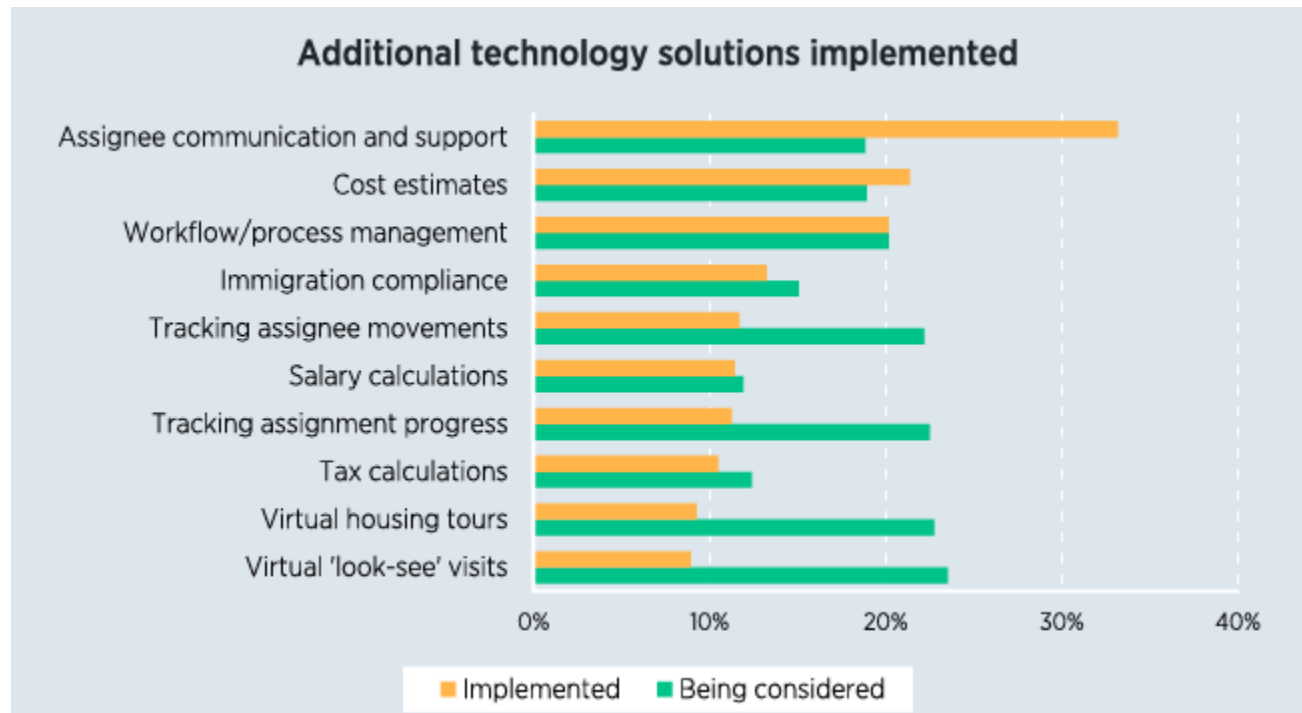 Additional technology solutions implemented
Assignee communication and support
Cost estimates
Workflow/process management
Immigration compliance
Tracking assignee movements
Salary calculations
Tracking assignment progress
Tax calculations
Virtual housing tours
Virtual 'look-see' visits
0% 10% 20% 30% 40%
Implemented Being considered